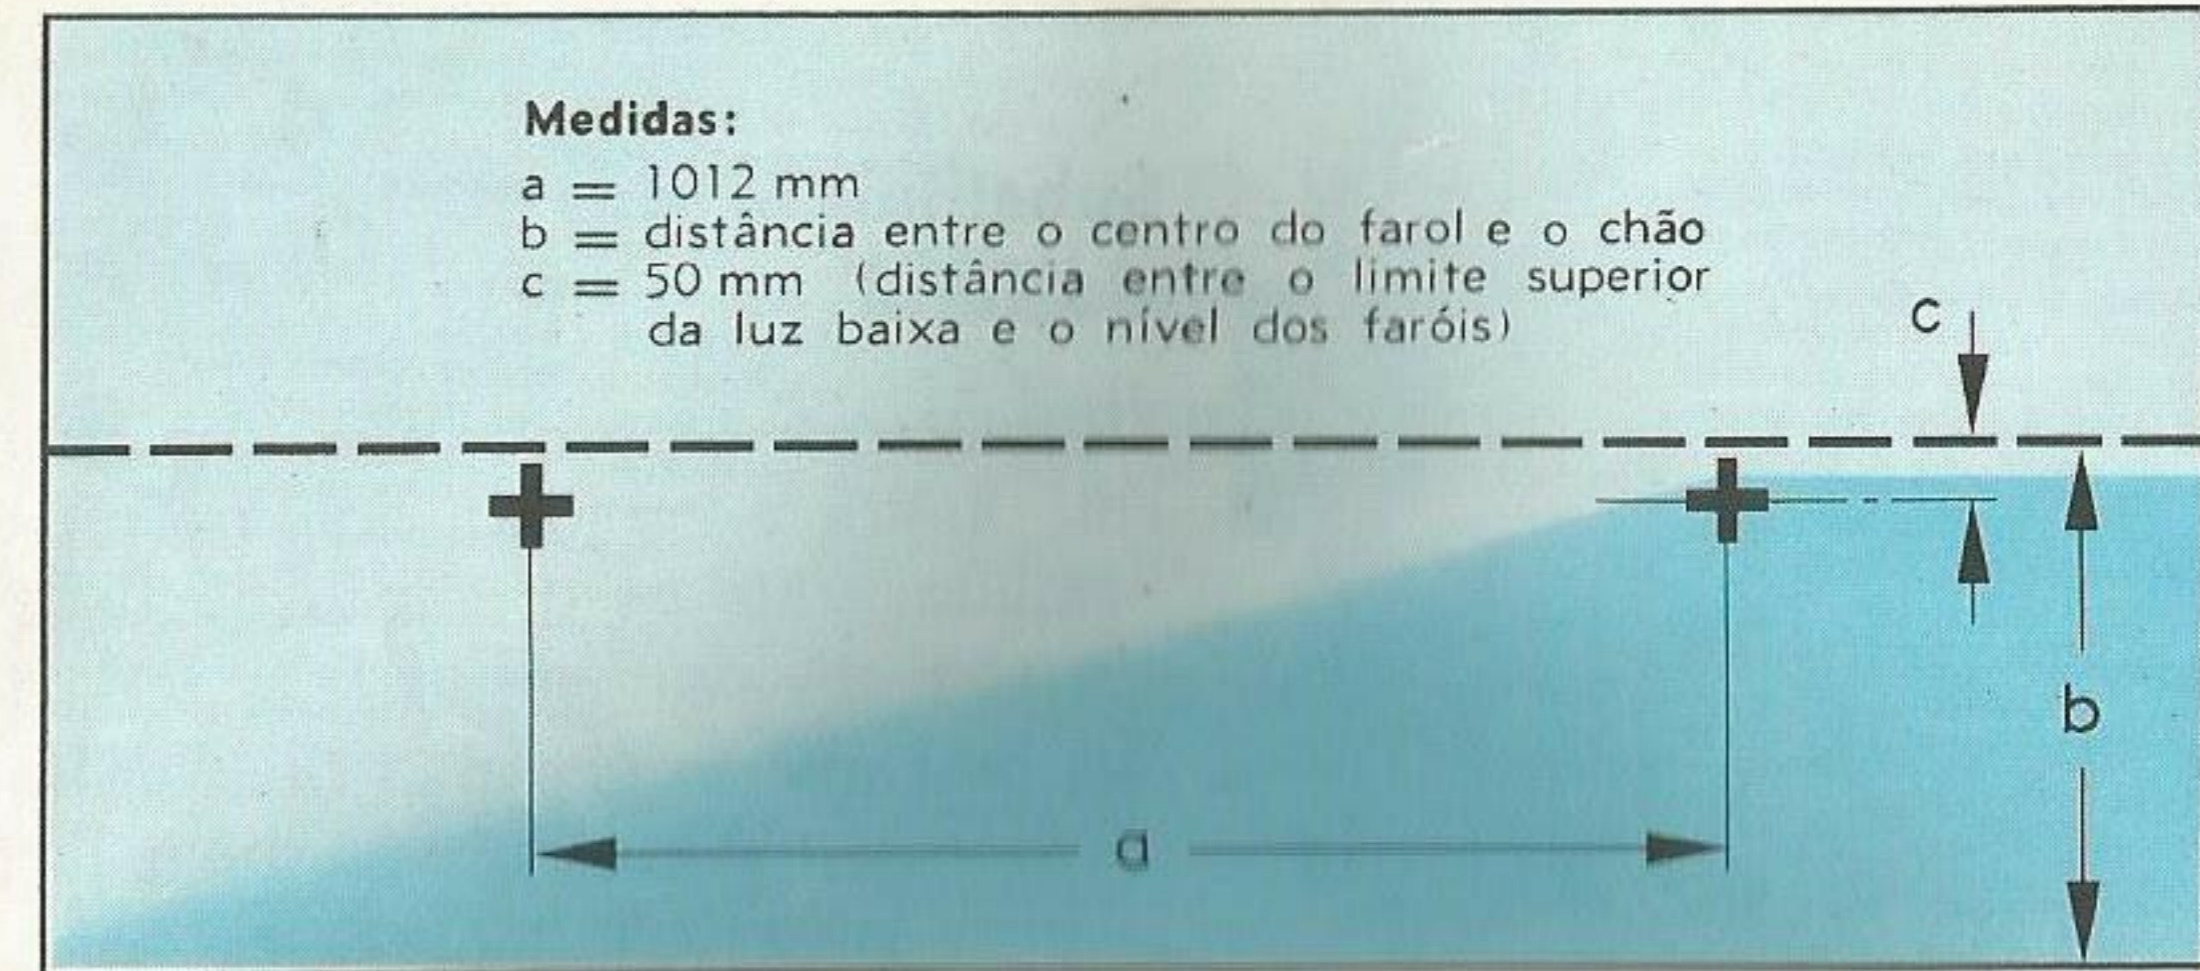 Medidas:
a = 1012 mm
b = distância entre o centro do farol e o chão
c = 50 mm (distância entre o limite superior
da luz baixa e o nível dos faróis)
c
b
a